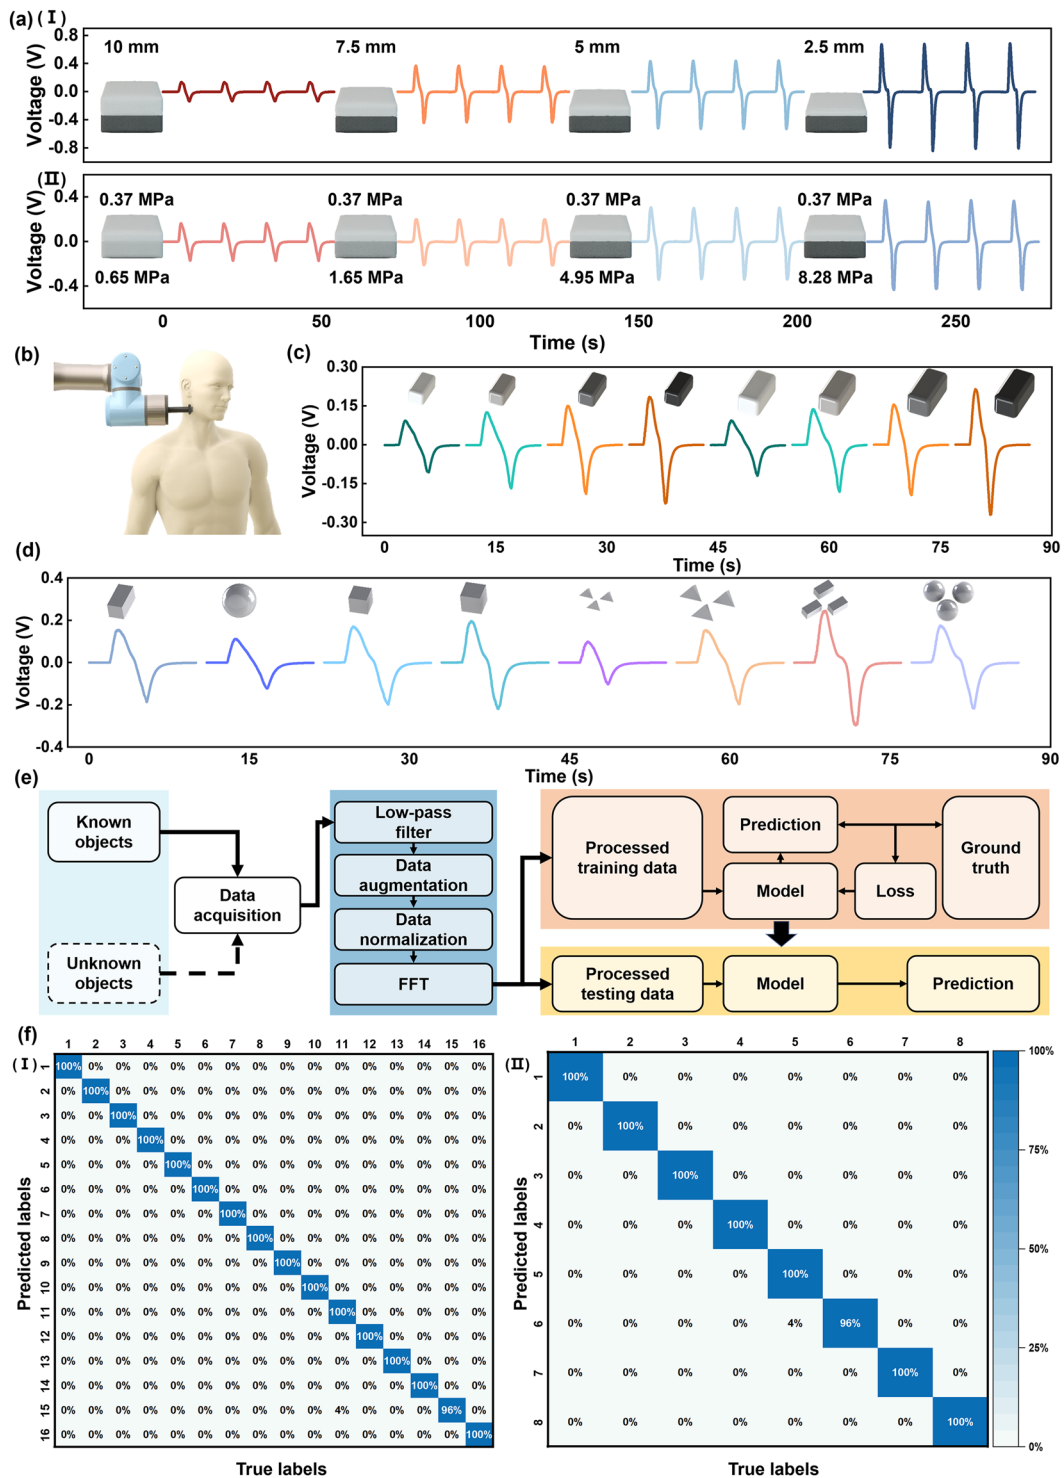 (a) (I)
10 mm
7.5 mm
5 mm
2.5 mm
Voltage (V)
0.8
0.4
0.0
-0.4
-0.8
(II)
0.37 MPa
0.37 MPa
0.37 MPa
0.37 MPa
0.65 MPa
1.65 MPa
4.95 MPa
8.28 MPa
Voltage (V)
0.4
0.0
-0.4
0 50 100 150 200 250
Time (s)
(b)
(c)
Voltage (V)
0.30
0.15
0.00
-0.15
-0.30
0 15 30 45 60 75 90
Time (s)
(d)
Voltage (V)
0.4
0.2
0.0
-0.2
-0.4
0 15 30 45 60 75 90
Time (s)
(e)
Known
objects
Unknown
objects
Data
acquisition
Low-pass
filter
Data
augmentation
Data
normalization
FFT
Processed
training data
Prediction
Model
Loss
Ground
truth
Processed
testing data
Model
Prediction
(f)
(I)
1 2 3 4 5 6 7 8 9 10 11 12 13 14 15 16
1 100% 0% 0% 0% 0% 0% 0% 0% 0% 0% 0% 0% 0% 0% 0% 0%
2 0% 100% 0% 0% 0% 0% 0% 0% 0% 0% 0% 0% 0% 0% 0% 0%
3 0% 0% 100% 0% 0% 0% 0% 0% 0% 0% 0% 0% 0% 0% 0% 0%
4 0% 0% 0% 100% 0% 0% 0% 0% 0% 0% 0% 0% 0% 0% 0% 0%
5 0% 0% 0% 0% 100% 0% 0% 0% 0% 0% 0% 0% 0% 0% 0% 0%
6 0% 0% 0% 0% 0% 100% 0% 0% 0% 0% 0% 0% 0% 0% 0% 0%
7 0% 0% 0% 0% 0% 0% 100% 0% 0% 0% 0% 0% 0% 0% 0% 0%
8 0% 0% 0% 0% 0% 0% 0% 100% 0% 0% 0% 0% 0% 0% 0% 0%
9 0% 0% 0% 0% 0% 0% 0% 0% 100% 0% 0% 0% 0% 0% 0% 0%
10 0% 0% 0% 0% 0% 0% 0% 0% 0% 100% 0% 0% 0% 0% 0% 0%
11 0% 0% 0% 0% 0% 0% 0% 0% 0% 0% 100% 0% 0% 0% 0% 0%
12 0% 0% 0% 0% 0% 0% 0% 0% 0% 0% 0% 100% 0% 0% 0% 0%
13 0% 0% 0% 0% 0% 0% 0% 0% 0% 0% 0% 0% 100% 0% 0% 0%
14 0% 0% 0% 0% 0% 0% 0% 0% 0% 0% 0% 0% 0% 100% 0% 0%
15 0% 0% 0% 0% 0% 0% 0% 0% 0% 0% 4% 0% 0% 0% 96% 0%
16 0% 0% 0% 0% 0% 0% 0% 0% 0% 0% 0% 0% 0% 0% 0% 100%
Predicted labels
True labels
(II)
1 2 3 4 5 6 7 8
1 100% 0% 0% 0% 0% 0% 0% 0%
2 0% 100% 0% 0% 0% 0% 0% 0%
3 0% 0% 100% 0% 0% 0% 0% 0%
4 0% 0% 0% 100% 0% 0% 0% 0%
5 0% 0% 0% 0% 100% 0% 0% 0%
6 0% 0% 0% 0% 4% 96% 0% 0%
7 0% 0% 0% 0% 0% 0% 100% 0%
8 0% 0% 0% 0% 0% 0% 0% 100%
Predicted labels
True labels
100%
75%
50%
25%
0%